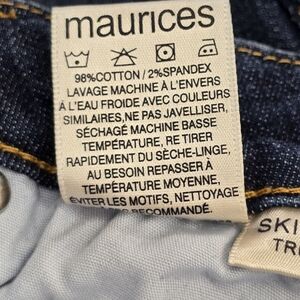 maurices
98%COTTON / 2%SPANDEX
LAVAGE MACHINE À L'ENVERS
À L'EAU FROIDE AVEC COULEURS
SIMILAIRES,NE PAS JAVELLISER,
SÉCHAGE MACHINE BASSE
TEMPÉRATURE, RE TIRER
RAPIDEMENT DU SÈCHE-LINGE,
AU BESOIN REPASSER À
TEMPÉRATURE MOYENNE,
ÉVITER LES MOTIFS, NETTOYAGE
RECOMMANDÉ.
SKI
TR